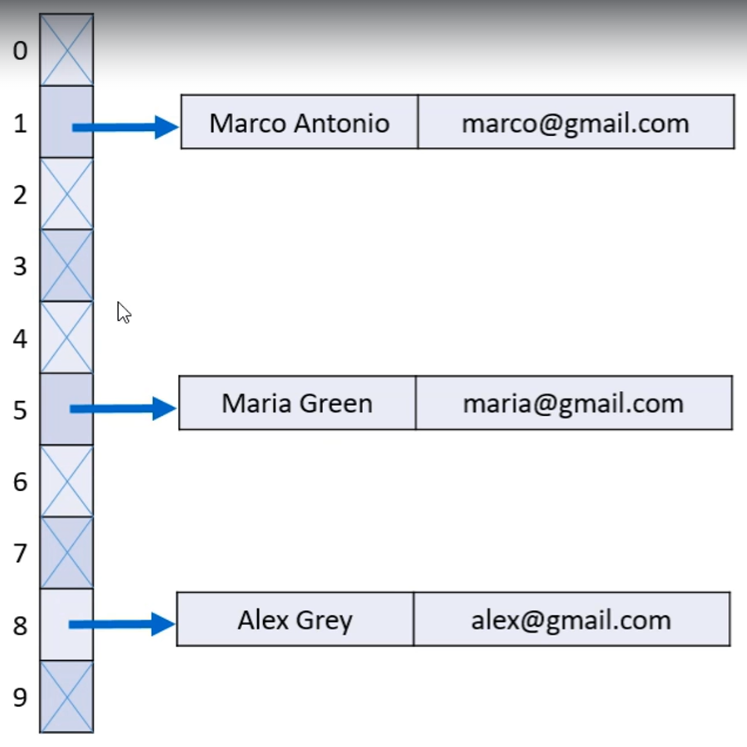 0
1 Marco Antonio marco@gmail.com
2
3
4
5 Maria Green maria@gmail.com
6
7
8 Alex Grey alex@gmail.com
9